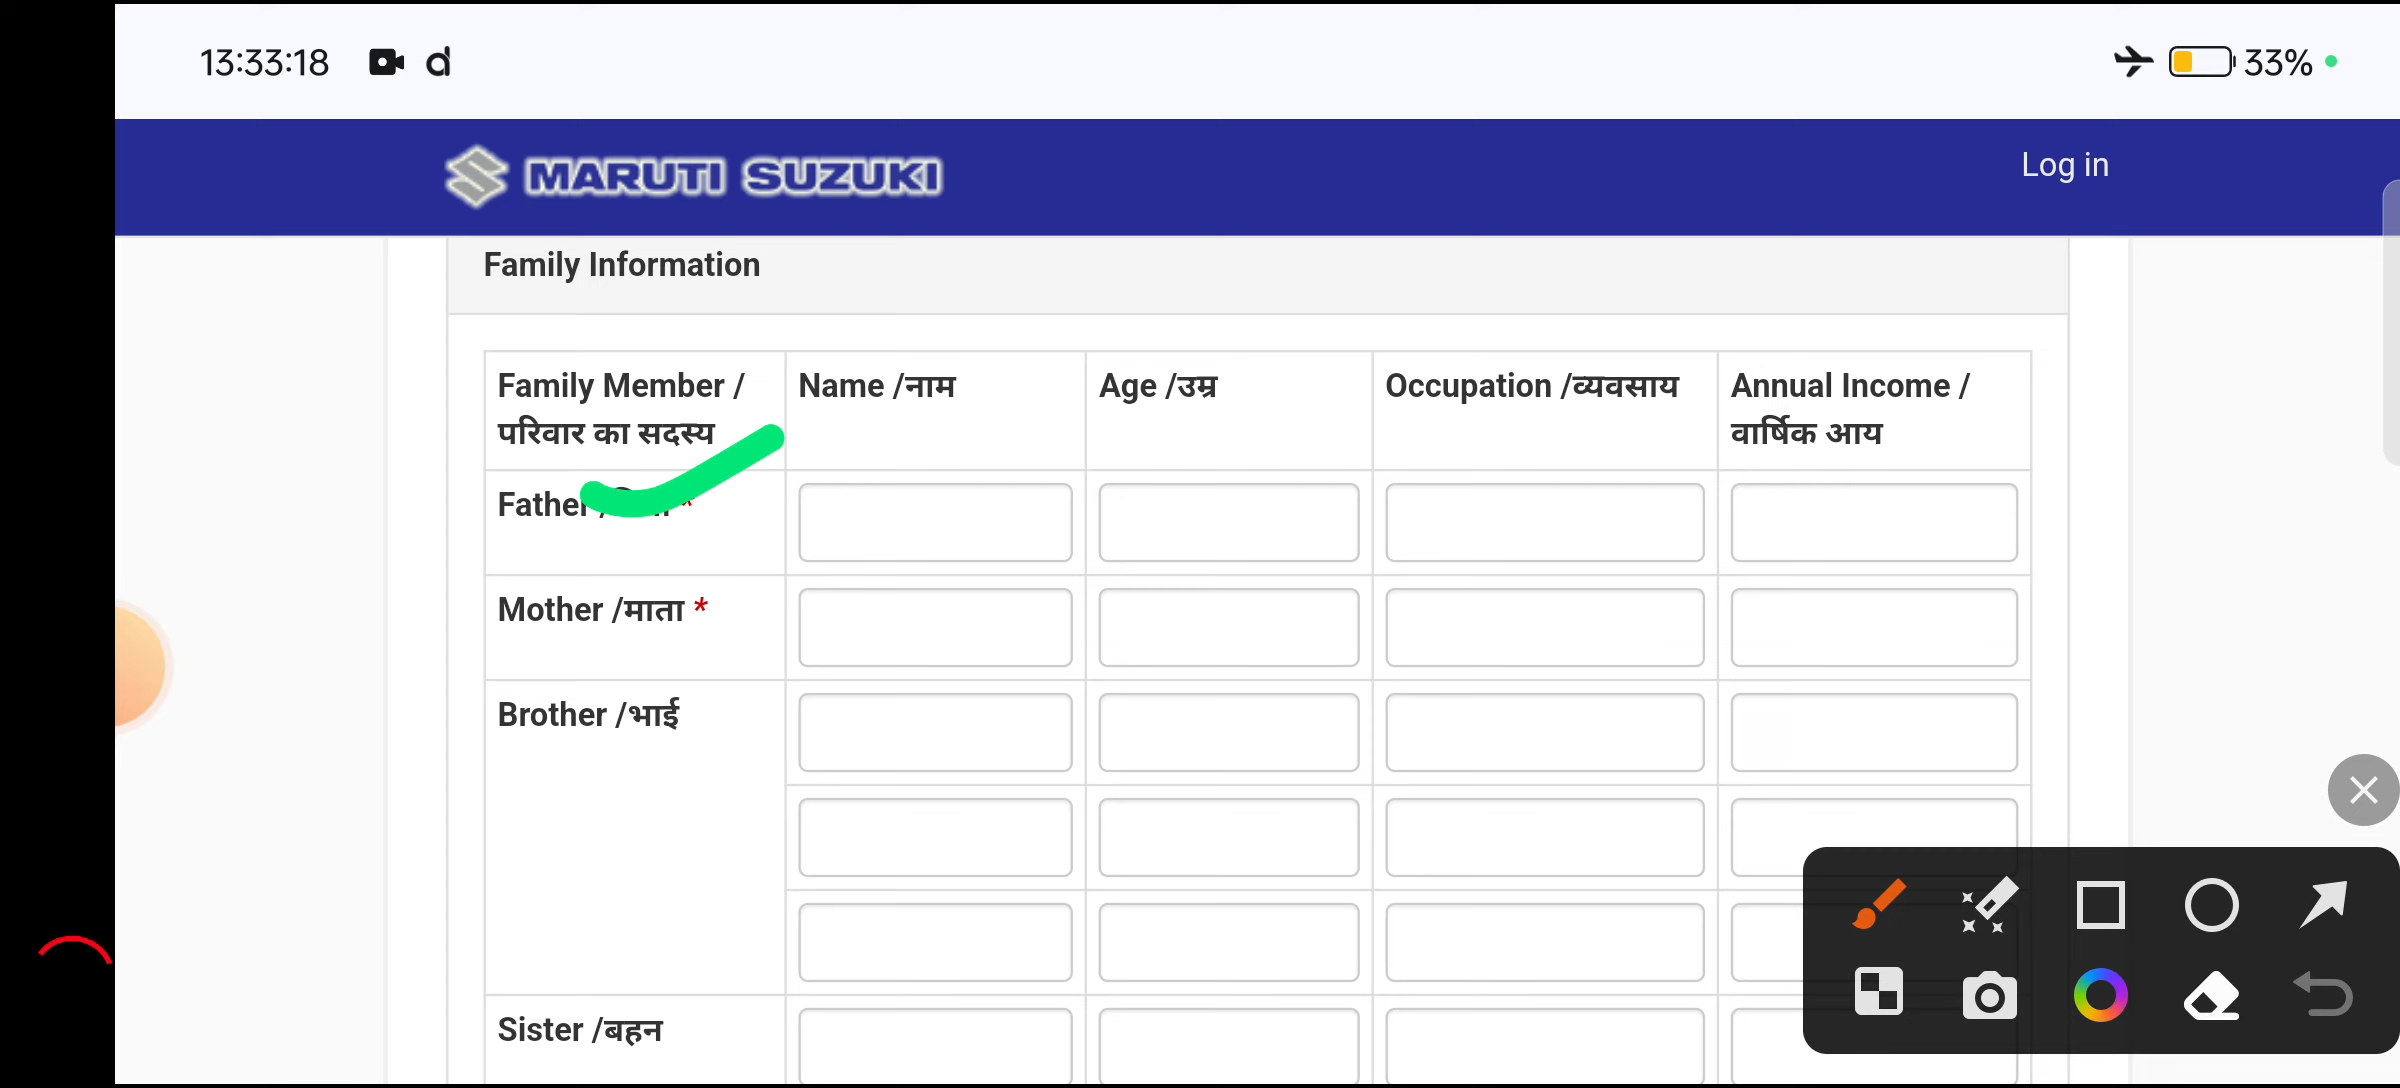 13:33:18
33%
MARUTI SUZUKI
Log in
Family Information
Family Member /
परिवार का सदस्य
Name /नाम
Age /उम्र
Occupation /व्यवसाय
Annual Income /
वार्षिक आय
Father
Mother /माता *
Brother /भाई
Sister /बहन